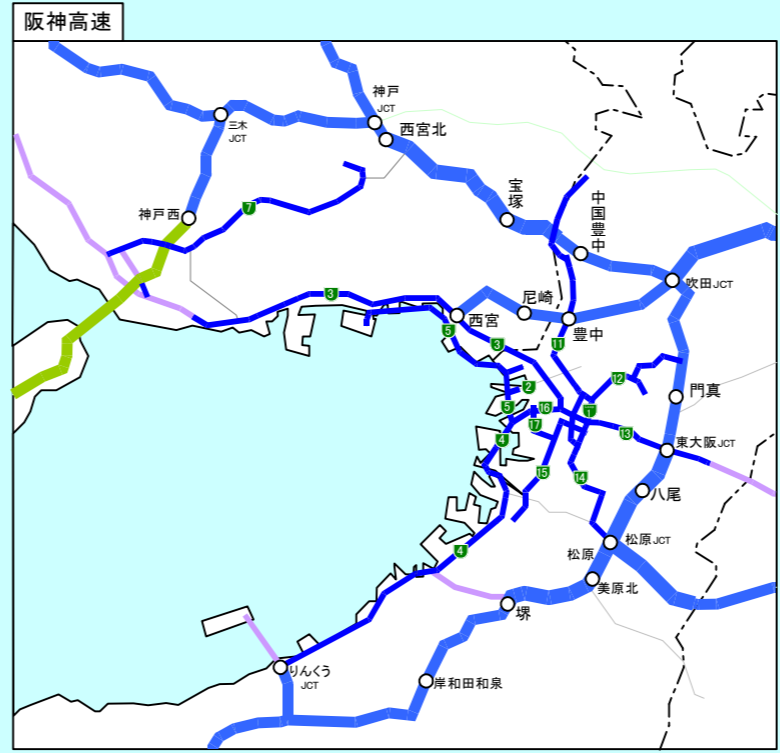 阪神高速
神戸
JCT
三木
JCT
西宮北
宝塚
中国豊中
神戸西
7
吹田JCT
3
尼崎
西宮
豊中
5
3
11
12
2
門真
5
16
1
17
13
4
東大阪JCT
15
14
八尾
4
松原JCT
松原
美原北
堺
りんくう
JCT
岸和田和泉